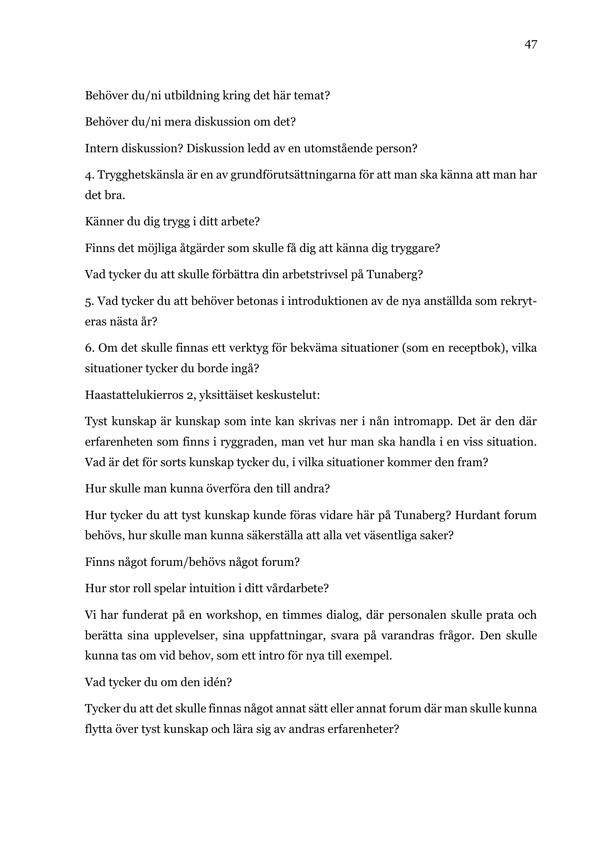 47
Behöver du/ni utbildning kring det här temat?
Behöver du/ni mera diskussion om det?
Intern diskussion? Diskussion ledd av en utomstående person?
4. Trygghetskänsla är en av grundförutsättningarna för att man ska känna att man har
det bra.
Känner du dig trygg i ditt arbete?
Finns det möjliga åtgärder som skulle få dig att känna dig tryggare?
Vad tycker du att skulle förbättra din arbetstrivsel på Tunaberg?
5. Vad tycker du att behöver betonas i introduktionen av de nya anställda som rekryt-
eras nästa år?
6. Om det skulle finnas ett verktyg för bekväma situationer (som en receptbok), vilka
situationer tycker du borde ingå?
Haastattelukierros 2, yksittäiset keskustelut:
Tyst kunskap är kunskap som inte kan skrivas ner i nån intromapp. Det är den där
erfarenheten som finns i ryggraden, man vet hur man ska handla i en viss situation.
Vad är det för sorts kunskap tycker du, i vilka situationer kommer den fram?
Hur skulle man kunna överföra den till andra?
Hur tycker du att tyst kunskap kunde föras vidare här på Tunaberg? Hurdant forum
behövs, hur skulle man kunna säkerställa att alla vet väsentliga saker?
Finns något forum/behövs något forum?
Hur stor roll spelar intuition i ditt vårdarbete?
Vi har funderat på en workshop, en timmes dialog, där personalen skulle prata och
berätta sina upplevelser, sina uppfattningar, svara på varandras frågor. Den skulle
kunna tas om vid behov, som ett intro för nya till exempel.
Vad tycker du om den idén?
Tycker du att det skulle finnas något annat sätt eller annat forum där man skulle kunna
flytta över tyst kunskap och lära sig av andras erfarenheter?